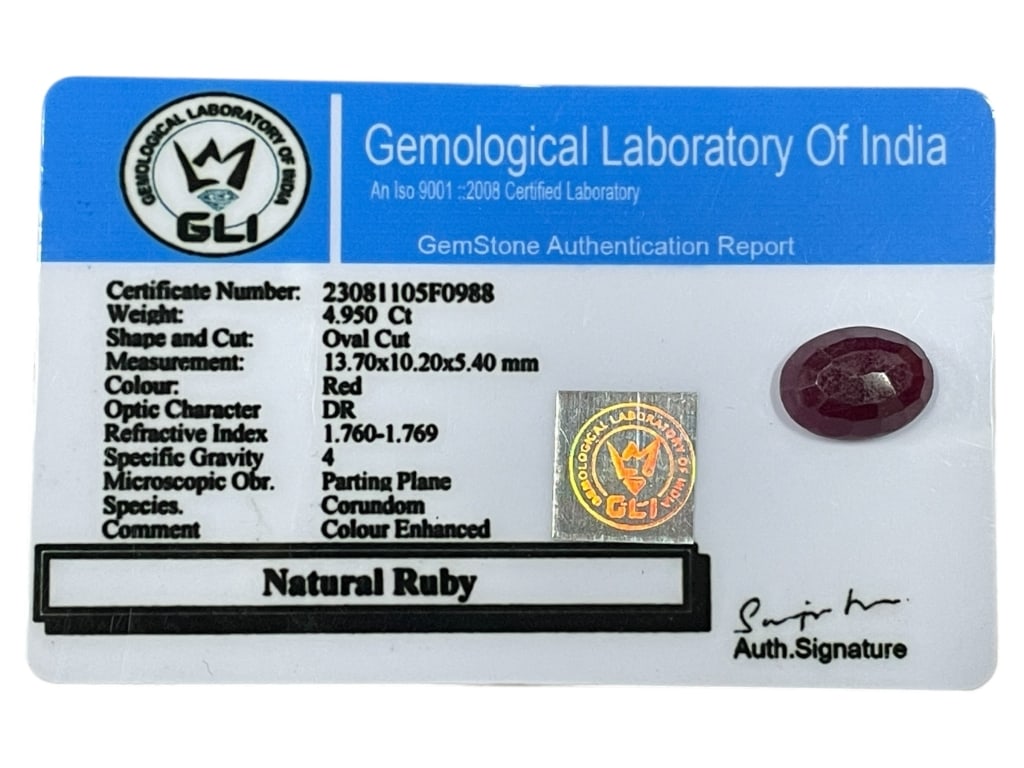 GEMOLOGICAL LABORATORY OF INDIA
GLI
Gemological Laboratory Of India
An Iso 9001 ::2008 Certified Laboratory
GemStone Authentication Report
Certificate Number: 23081105F0988
Weight: 4.950 Ct
Shape and Cut: Oval Cut
Measurement: 13.70x10.20x5.40 mm
Colour: Red
Optic Character DR
Refractive Index 1.760-1.769
Specific Gravity 4
Microscopic Obr. Parting Plane
Species. Corundom
Comment Colour Enhanced
GEMOLOGICAL LABORATORY OF INDIA
GLI
Natural Ruby
Auth.Signature